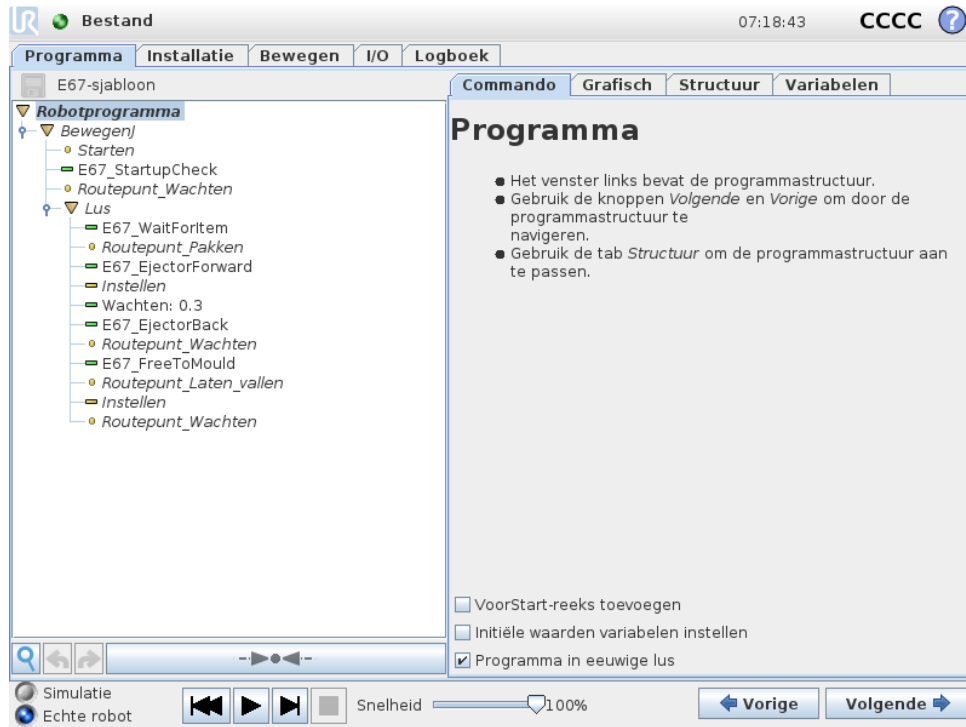 UR Bestand 07:18:43 CCCC ?
Programma Installatie Bewegen I/O Logboek
E67-sjabloon
Robotprogramma
BewegenJ
Starten
E67_StartupCheck
Routepunt_Wachten
Lus
E67_WaitForItem
Routepunt_Pakken
E67_EjectorForward
Instellen
Wachten: 0.3
E67_EjectorBack
Routepunt_Wachten
E67_FreeToMould
Routepunt_Laten_vallen
Instellen
Routepunt_Wachten
Commando Grafisch Structuur Variabelen
Programma
Het venster links bevat de programmastructuur.
Gebruik de knoppen Volgende en Vorige om door de
programmastructuur te
navigeren.
Gebruik de tab Structuur om de programmastructuur aan
te passen.
VoorStart-reeks toevoegen
Initiële waarden variabelen instellen
Programma in eeuwige lus
Simulatie
Echte robot
Snelheid 100%
Vorige Volgende